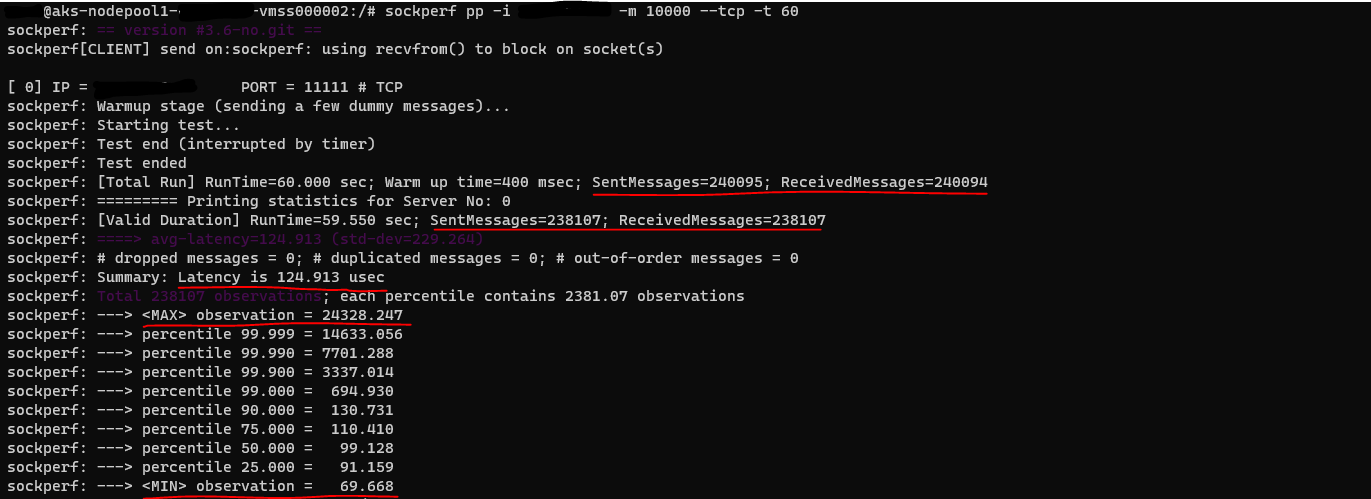 @aks-nodepool1- -vmss000002:/# sockperf pp -i -m 10000 --tcp -t 60
sockperf: == version #3.6-no.git ==
sockperf[CLIENT] send on:sockperf: using recvfrom() to block on socket(s)
[ 0] IP = PORT = 11111 # TCP
sockperf: Warmup stage (sending a few dummy messages)...
sockperf: Starting test...
sockperf: Test end (interrupted by timer)
sockperf: Test ended
sockperf: [Total Run] RunTime=60.000 sec; Warm up time=400 msec; SentMessages=240095; ReceivedMessages=240094
sockperf: ========= Printing statistics for Server No: 0
sockperf: [Valid Duration] RunTime=59.550 sec; SentMessages=238107; ReceivedMessages=238107
sockperf: ====> avg-latency=124.913 (std-dev=229.264)
sockperf: # dropped messages = 0; # duplicated messages = 0; # out-of-order messages = 0
sockperf: Summary: Latency is 124.913 usec
sockperf: Total 238107 observations; each percentile contains 2381.07 observations
sockperf: ---> <MAX> observation = 24328.247
sockperf: ---> percentile 99.999 = 14633.056
sockperf: ---> percentile 99.990 = 7701.288
sockperf: ---> percentile 99.900 = 3337.014
sockperf: ---> percentile 99.000 = 694.930
sockperf: ---> percentile 90.000 = 130.731
sockperf: ---> percentile 75.000 = 110.410
sockperf: ---> percentile 50.000 = 99.128
sockperf: ---> percentile 25.000 = 91.159
sockperf: ---> <MIN> observation = 69.668